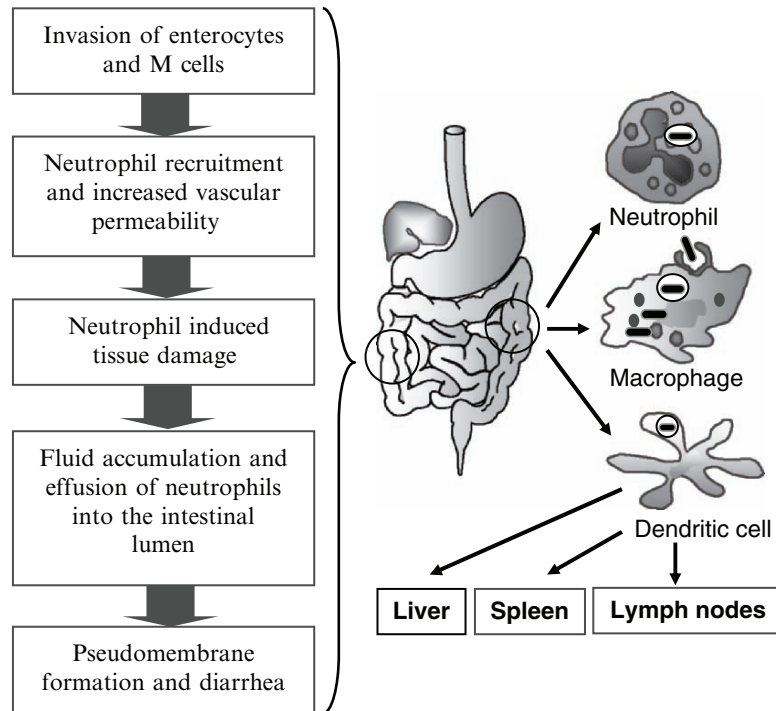 Invasion of enterocytes
and M cells
Neutrophil recruitment
and increased vascular
permeability
Neutrophil induced
tissue damage
Fluid accumulation and
effusion of neutrophils
into the intestinal
lumen
Pseudomembrane
formation and diarrhea
Neutrophil
Macrophage
Dendritic cell
Liver
Spleen
Lymph nodes